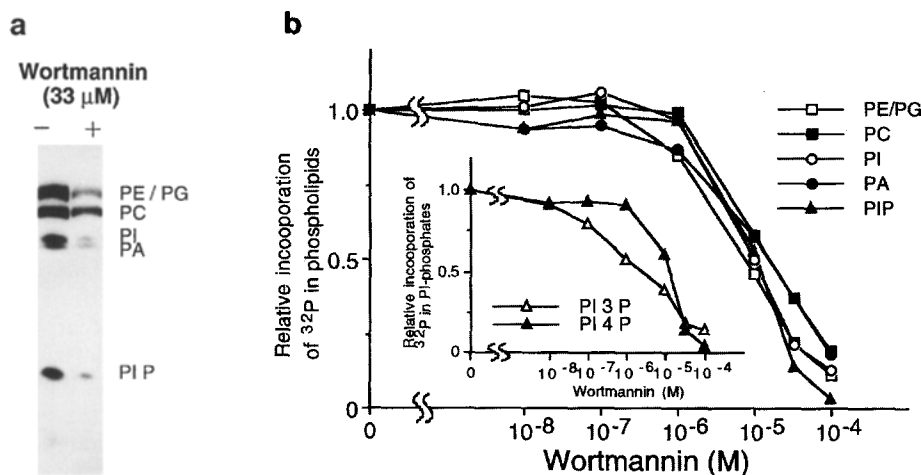 a
Wortmannin
(33 μM)
− +
PE / PG
PC
PI
PA
PI P
b
Relative incooporation
of 32P in phospholipids
1.0
0.5
0
0 10-8 10-7 10-6 10-5 10-4
Wortmannin (M)
PE/PG
PC
PI
PA
PIP
Relative incooporation of
32P in PI-phosphates
1.0
0.5
0
PI 3 P
PI 4 P
0 10-8 10-7 10-6 10-5 10-4
Wortmannin (M)